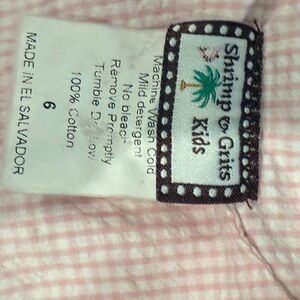 Shrimp & Grits
Kids
Machine Wash Cold
Mild detergent
No bleach
Remove Promptly
Tumble Dry Low
100% Cotton
6
MADE IN EL SALVADOR